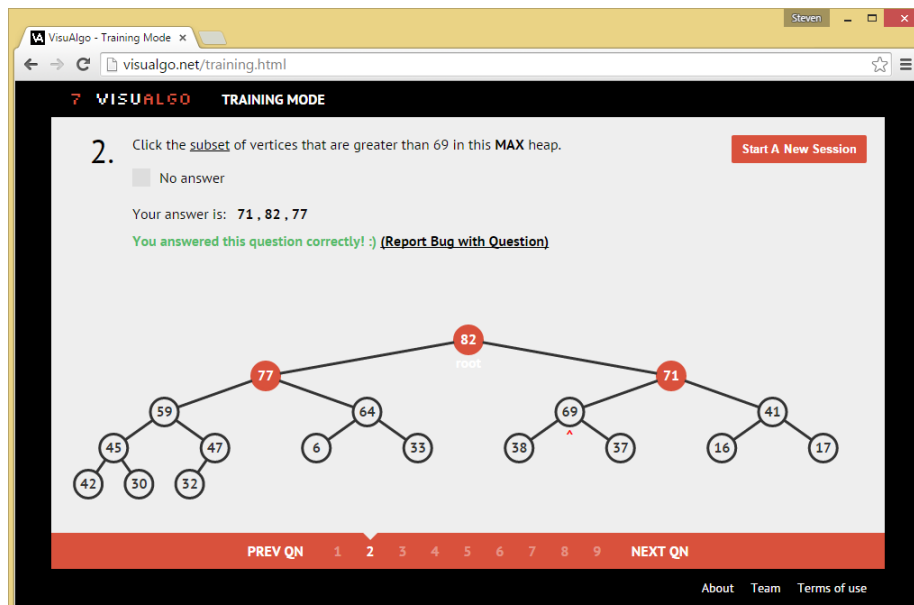 Steven
VisuAlgo - Training Mode ×
visualgo.net/training.html
7 VISUALGO TRAINING MODE
2. Click the subset of vertices that are greater than 69 in this MAX heap.
Start A New Session
No answer
Your answer is: 71 , 82 , 77
You answered this question correctly! :) (Report Bug with Question)
82
root
77 71
59 64 69 41
^
45 47 6 33 38 37 16 17
42 30 32
PREV QN 1 2 3 4 5 6 7 8 9 NEXT QN
About Team Terms of use